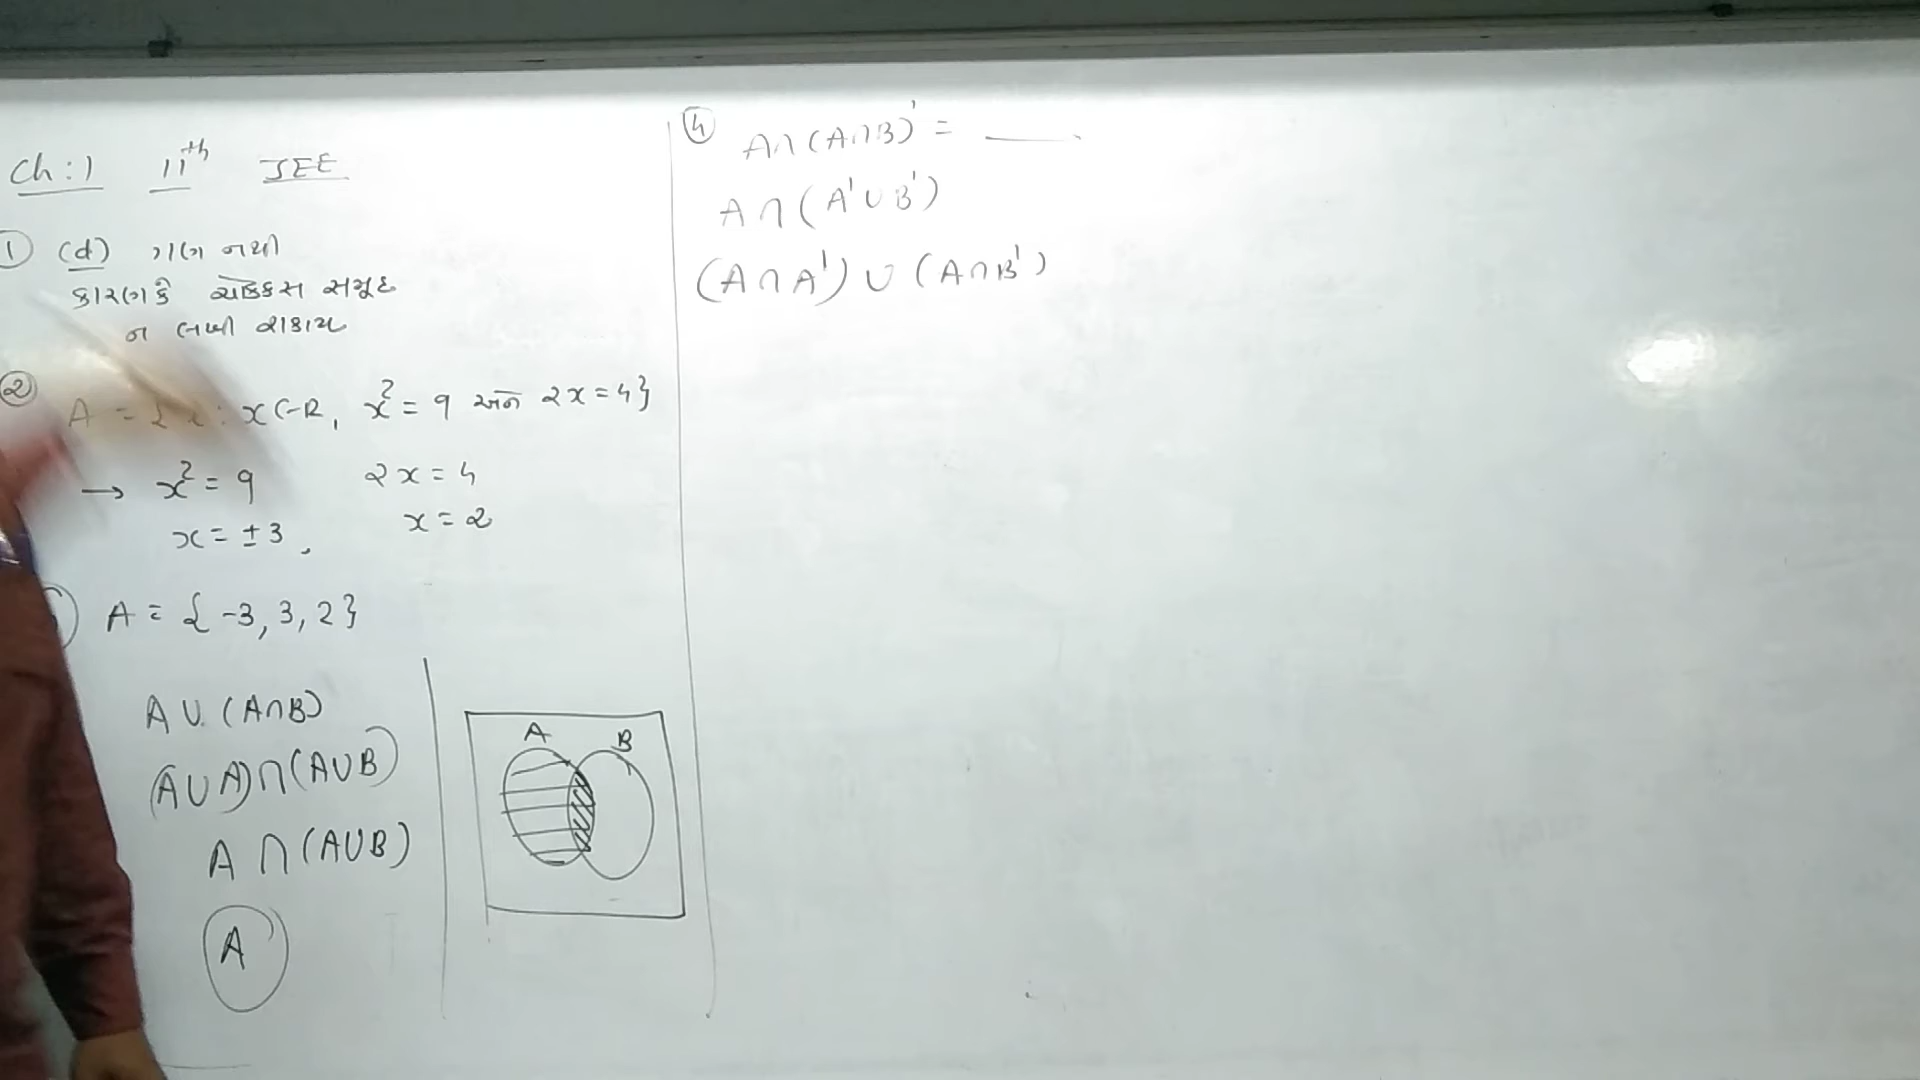 Ch:1 11th JEE
① (d) ગણ નથી
કારણકે ચોક્કસ સમૂહ
ન લખી શકાય
②
A = { x : x ∈ R, x² = 9 અને 2x = 4}
→ x² = 9 2x = 4
x = ±3, x = 2
A = { -3, 3, 2}
A ∪ (A∩B)
(A∪A)∩(A∪B)
A ∩ (A∪B)
A
A B
④ A∩(A∩B)' = ___.
A∩(A'∪B')
(A∩A')∪(A∩B')